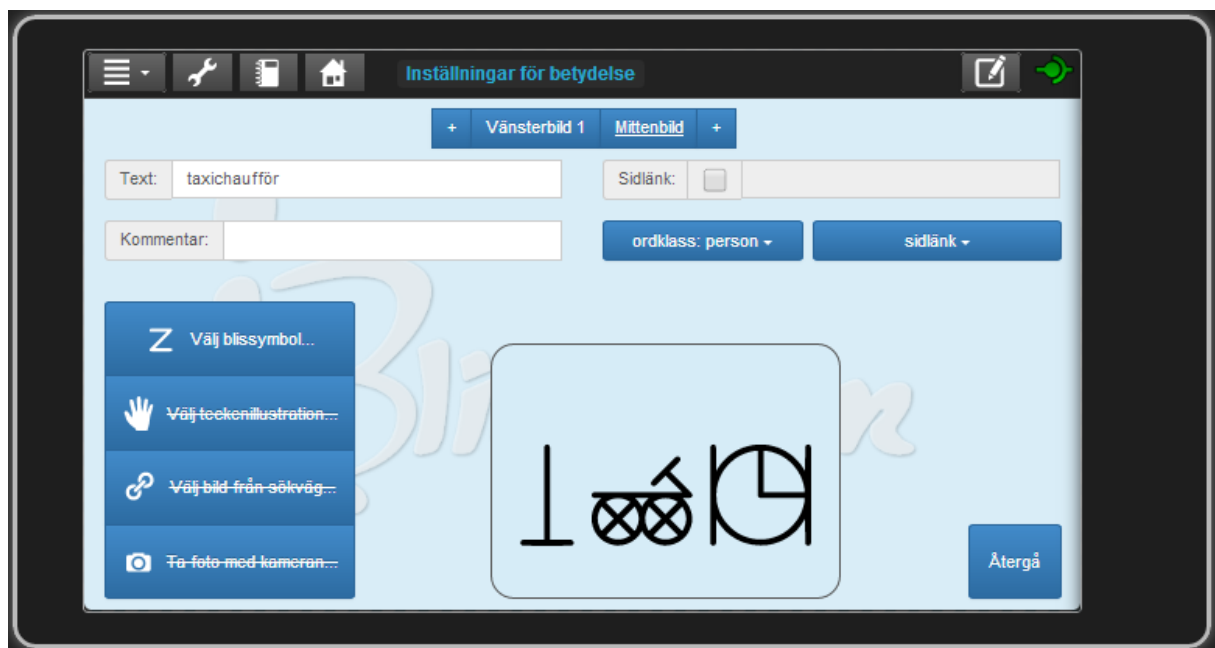 Inställningar för betydelse
+ Vänsterbild 1 Mittenbild +
Text: taxichaufför Sidlänk:
Kommentar: ordklass: person sidlänk
Välj blissymbol...
Välj teckenillustration...
Välj bild från sökväg...
Ta foto med kameran...
Återgå